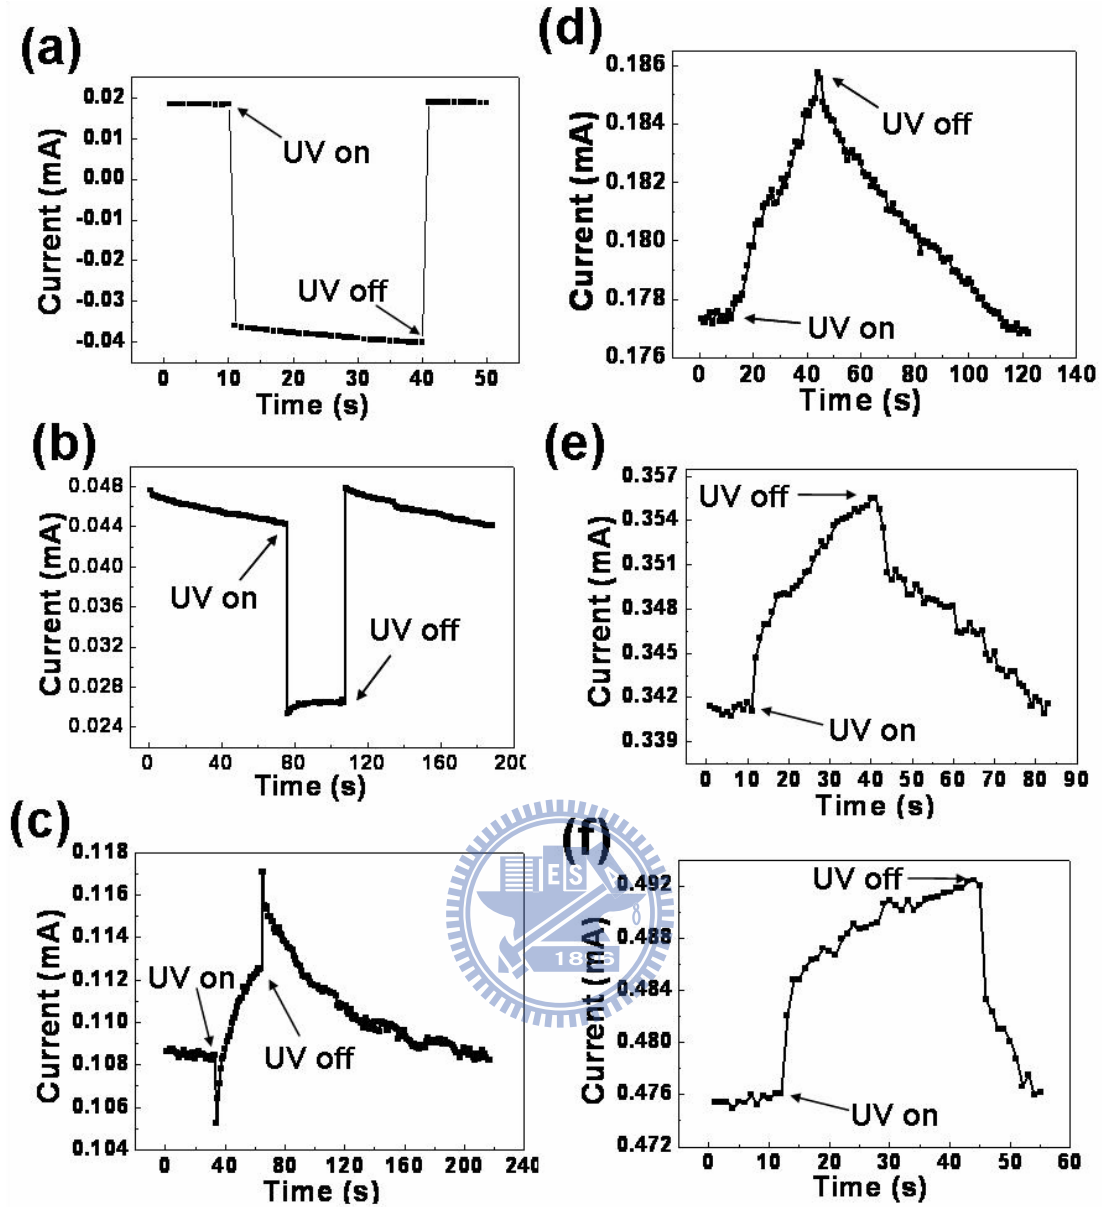 (a)
0.02
0.01
0.00
-0.01
-0.02
-0.03
-0.04
Current (mA)
UV on
UV off
0 10 20 30 40 50
Time (s)
(b)
0.048
0.044
0.040
0.036
0.032
0.028
0.024
Current (mA)
UV on
UV off
0 40 80 120 160 200
Time (s)
(c)
0.118
0.116
0.114
0.112
0.110
0.108
0.106
0.104
Current (mA)
UV on
UV off
0 40 80 120 160 200 240
Time (s)
(d)
0.186
0.184
0.182
0.180
0.178
0.176
Current (mA)
UV off
UV on
0 20 40 60 80 100 120 140
Time (s)
(e)
0.357
0.354
0.351
0.348
0.345
0.342
0.339
Current (mA)
UV off
UV on
0 10 20 30 40 50 60 70 80 90
Time (s)
(f)
0.492
0.488
0.484
0.480
0.476
0.472
Current (mA)
UV off
UV on
0 10 20 30 40 50 60
Time (s)
ES
1896